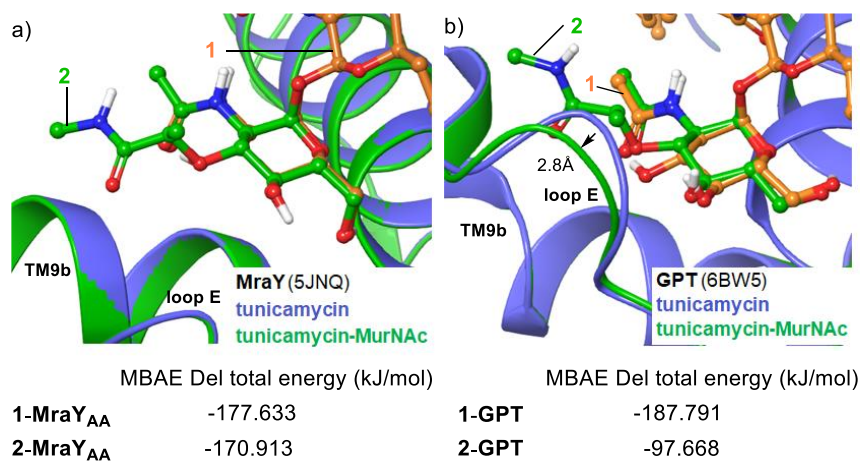 a)
1
2
TM9b
loop E
MraY (5JNQ)
tunicamycin
tunicamycin-MurNAc
b)
2
1
2.8Å
loop E
TM9b
GPT (6BW5)
tunicamycin
tunicamycin-MurNAc
MBAE Del total energy (kJ/mol)
1-MraYAA -177.633
2-MraYAA -170.913
MBAE Del total energy (kJ/mol)
1-GPT -187.791
2-GPT -97.668